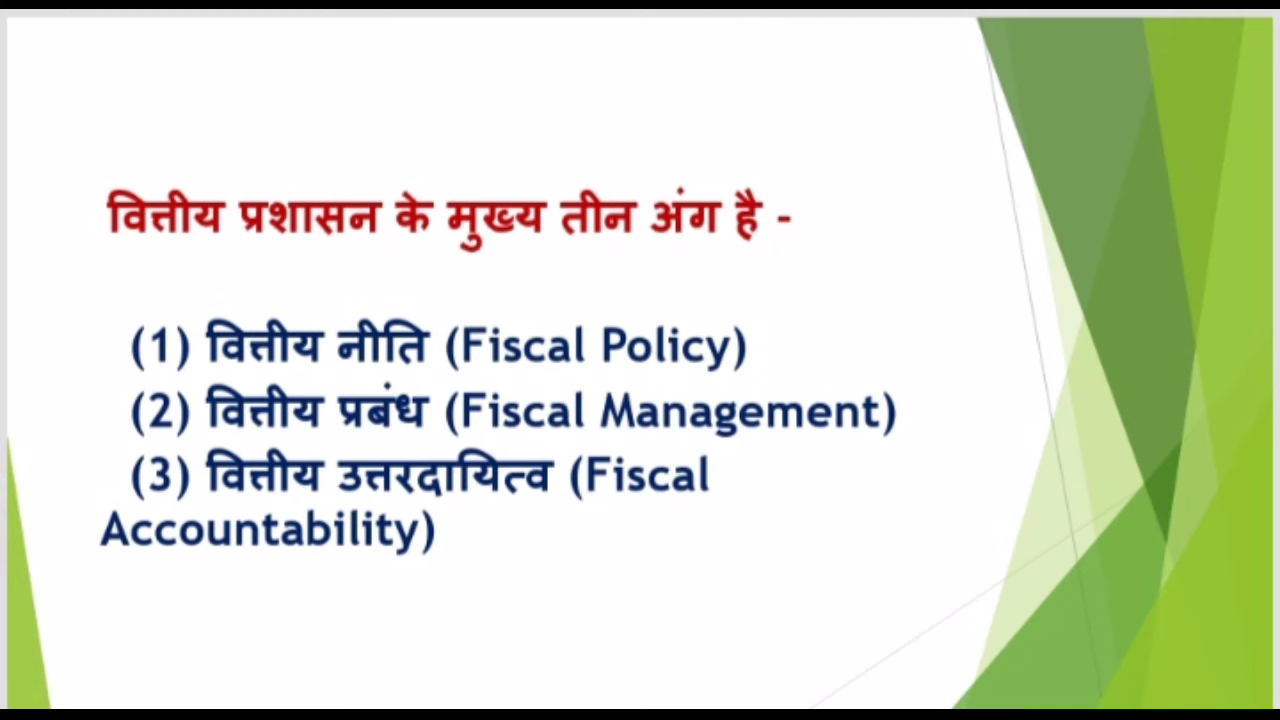 वित्तीय प्रशासन के मुख्य तीन अंग है -
(1) वित्तीय नीति (Fiscal Policy)
(2) वित्तीय प्रबंध (Fiscal Management)
(3) वित्तीय उत्तरदायित्व (Fiscal
Accountability)